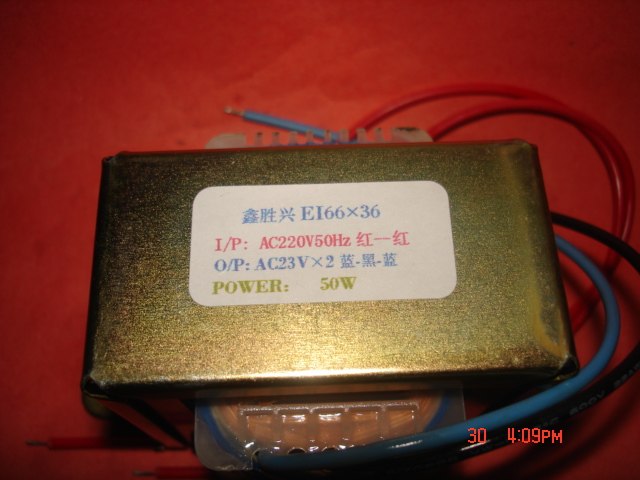 鑫胜兴 EI66×36
I/P: AC220V50Hz 红--红
O/P: AC23V×2 蓝-黑-蓝
POWER: 50W
30 4:09PM